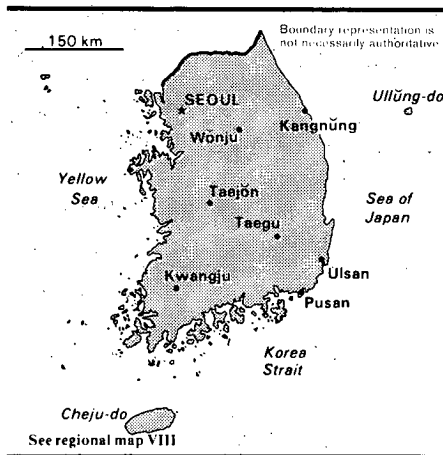 Boundary representation is
not necessarily authoritative
150 km
SEOUL
Ullŭng-do
Kangnŭng
Wŏnju
Yellow
Sea
Taejŏn
Sea of
Japan
Taegu
Kwangju
Ulsan
Pusan
Korea
Strait
Cheju-do
See regional map VIII